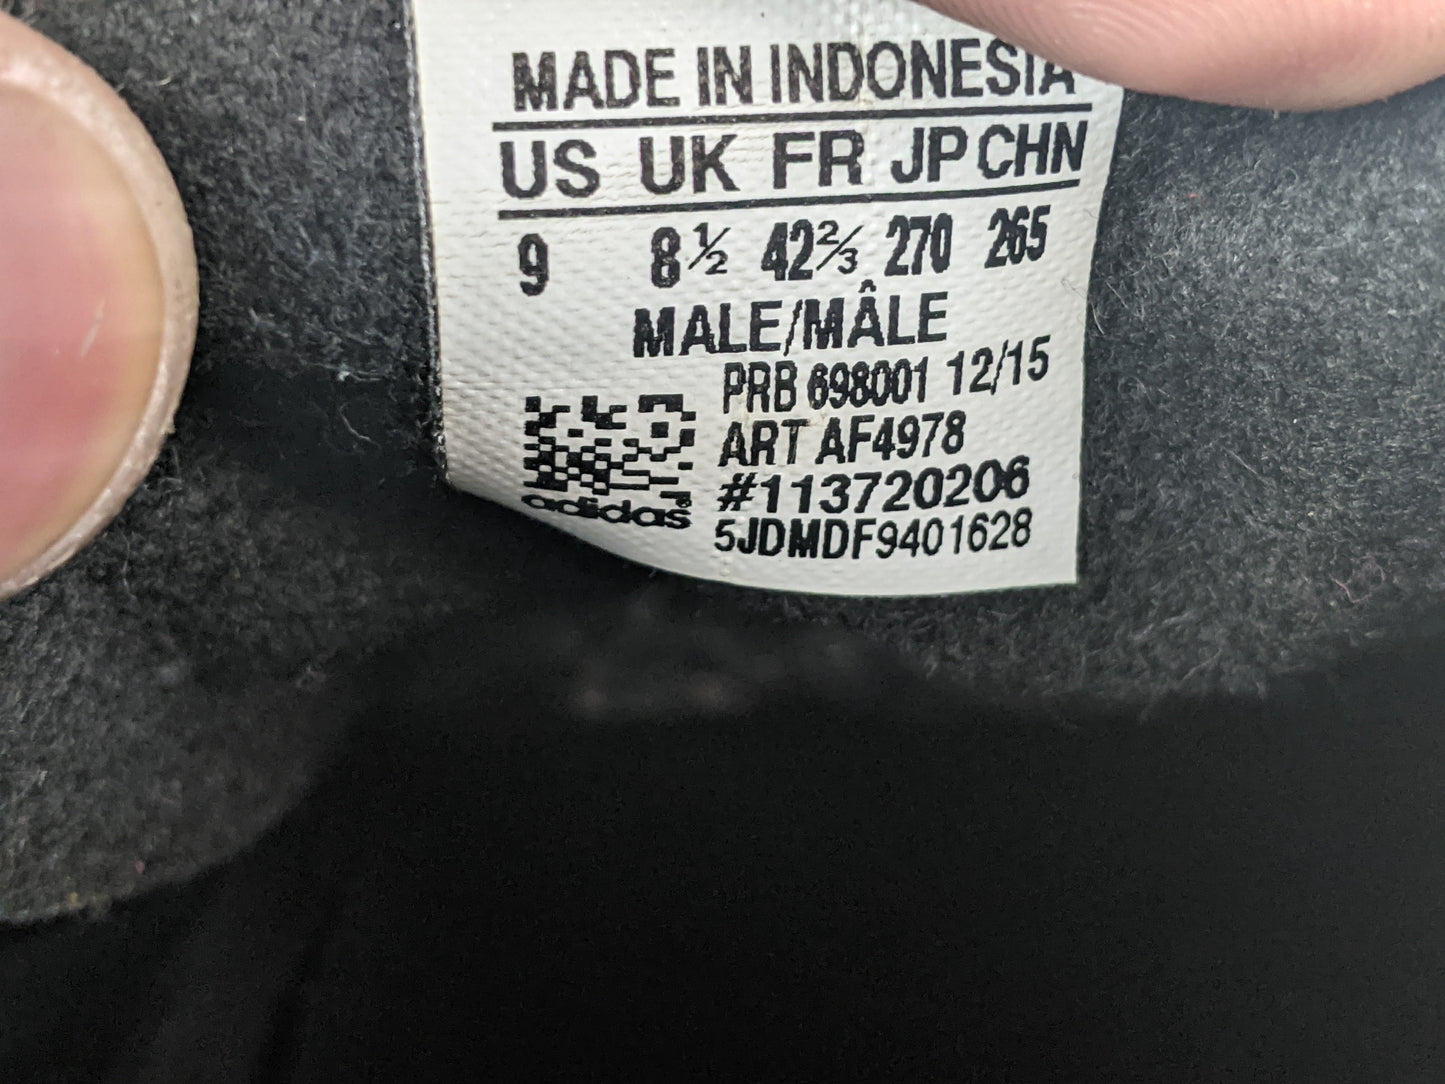 MADE IN INDONESIA
US UK FR JP CHN
9 8½ 42⅔ 270 265
MALE/MÂLE
PRB 698001 12/15
ART AF4978
#113720206
5JDMDF9401628
adidas